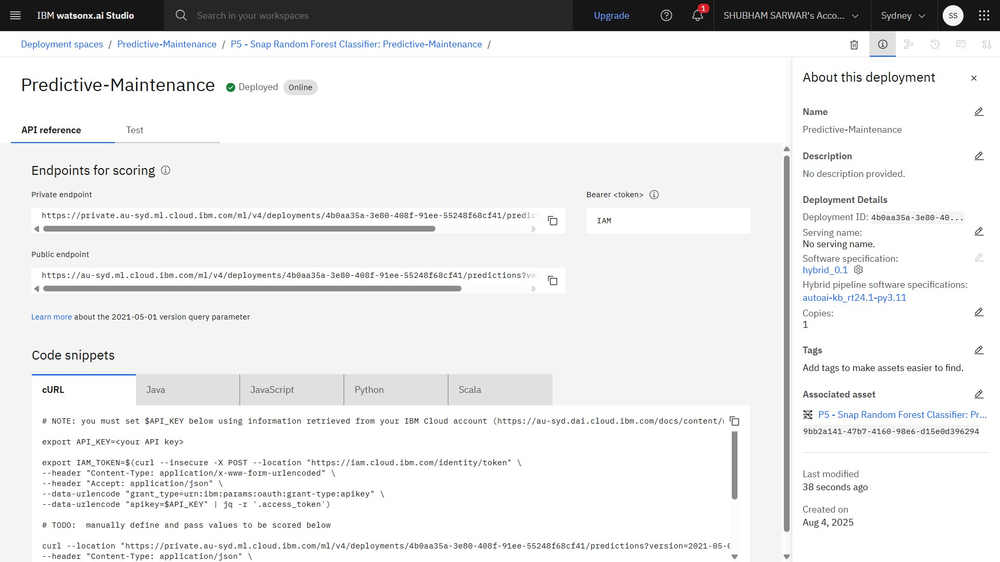 IBM watsonx.ai Studio
Search in your workspaces
Upgrade
1
SHUBHAM SARWAR's Acco...
Sydney
SS
Deployment spaces / Predictive-Maintenance / P5 - Snap Random Forest Classifier: Predictive-Maintenance /
Predictive-Maintenance
Deployed
Online
API reference
Test
Endpoints for scoring
Private endpoint
https://private.au-syd.ml.cloud.ibm.com/ml/v4/deployments/4b0aa35a-3e80-408f-91ee-55248f68cf41/predict
Bearer <token>
IAM
Public endpoint
https://au-syd.ml.cloud.ibm.com/ml/v4/deployments/4b0aa35a-3e80-408f-91ee-55248f68cf41/predictions?ve
Learn more about the 2021-05-01 version query parameter
Code snippets
cURL
Java
JavaScript
Python
Scala
# NOTE: you must set $API_KEY below using information retrieved from your IBM Cloud account (https://au-syd.dai.cloud.ibm.com/docs/content/
export API_KEY=<your API key>
export IAM_TOKEN=$(curl --insecure -X POST --location "https://iam.cloud.ibm.com/identity/token" \
--header "Content-Type: application/x-www-form-urlencoded" \
--header "Accept: application/json" \
--data-urlencode "grant_type=urn:ibm:params:oauth:grant-type:apikey" \
--data-urlencode "apikey=$API_KEY" | jq -r '.access_token')
# TODO:  manually define and pass values to be scored below
curl --location "https://private.au-syd.ml.cloud.ibm.com/ml/v4/deployments/4b0aa35a-3e80-408f-91ee-55248f68cf41/predictions?version=2021-05-0
--header "Content-Type: application/json" \
About this deployment
Name
Predictive-Maintenance
Description
No description provided.
Deployment Details
Deployment ID: 4b0aa35a-3e80-40...
Serving name:
No serving name.
Software specification:
hybrid_0.1
Hybrid pipeline software specifications:
autoai-kb_rt24.1-py3.11
Copies:
1
Tags
Add tags to make assets easier to find.
Associated asset
P5 - Snap Random Forest Classifier: Pr...
9bb2a141-47b7-4160-98e6-d15e0d396294
Last modified
38 seconds ago
Created on
Aug 4, 2025